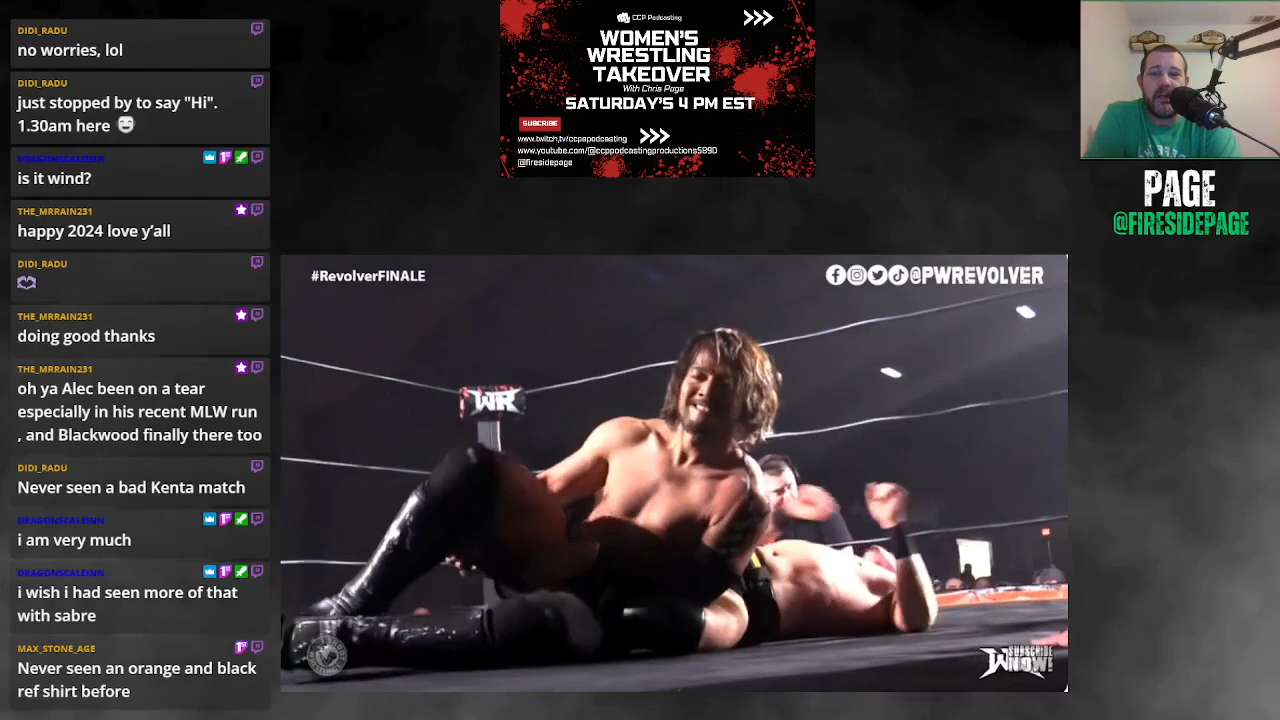 DIDI_RADU
no worries, lol
DIDI_RADU
just stopped by to say "Hi".
1.30am here
DRAGONSCALEINN
is it wind?
THE_MRRAIN231
happy 2024 love y'all
DIDI_RADU
THE_MRRAIN231
doing good thanks
THE_MRRAIN231
oh ya Alec been on a tear
especially in his recent MLW run
, and Blackwood finally there too
DIDI_RADU
Never seen a bad Kenta match
DRAGONSCALEINN
i am very much
DRAGONSCALEINN
i wish i had seen more of that
with sabre
MAX_STONE_AGE
Never seen an orange and black
ref shirt before
CCP Podcasting
WOMEN'S
WRESTLING
TAKEOVER
With Chris Page
SATURDAY'S 4 PM EST
SUBCRIBE
www.twitch.tv/ccpspodcasting
www.youtube.com/@ccppodcastingproductions5890
@firesidepage
PAGE
@FIRESIDEPAGE
#RevolverFINALE
@PWREVOLVER
WR
SUBSCRIBE
NOW!